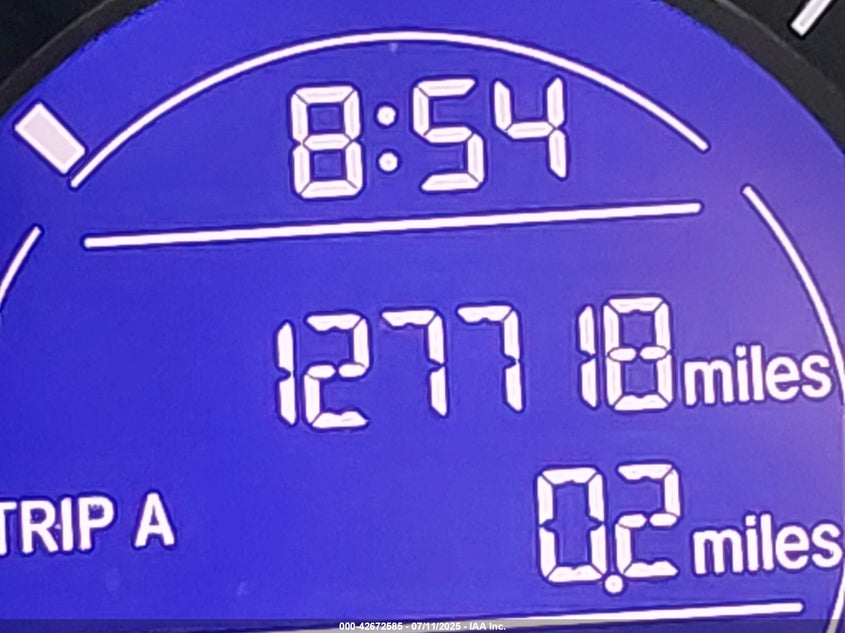 8:54
127718 miles
TRIP A 0.2 miles
000-42672585 - 07/11/2025 - IAA Inc.